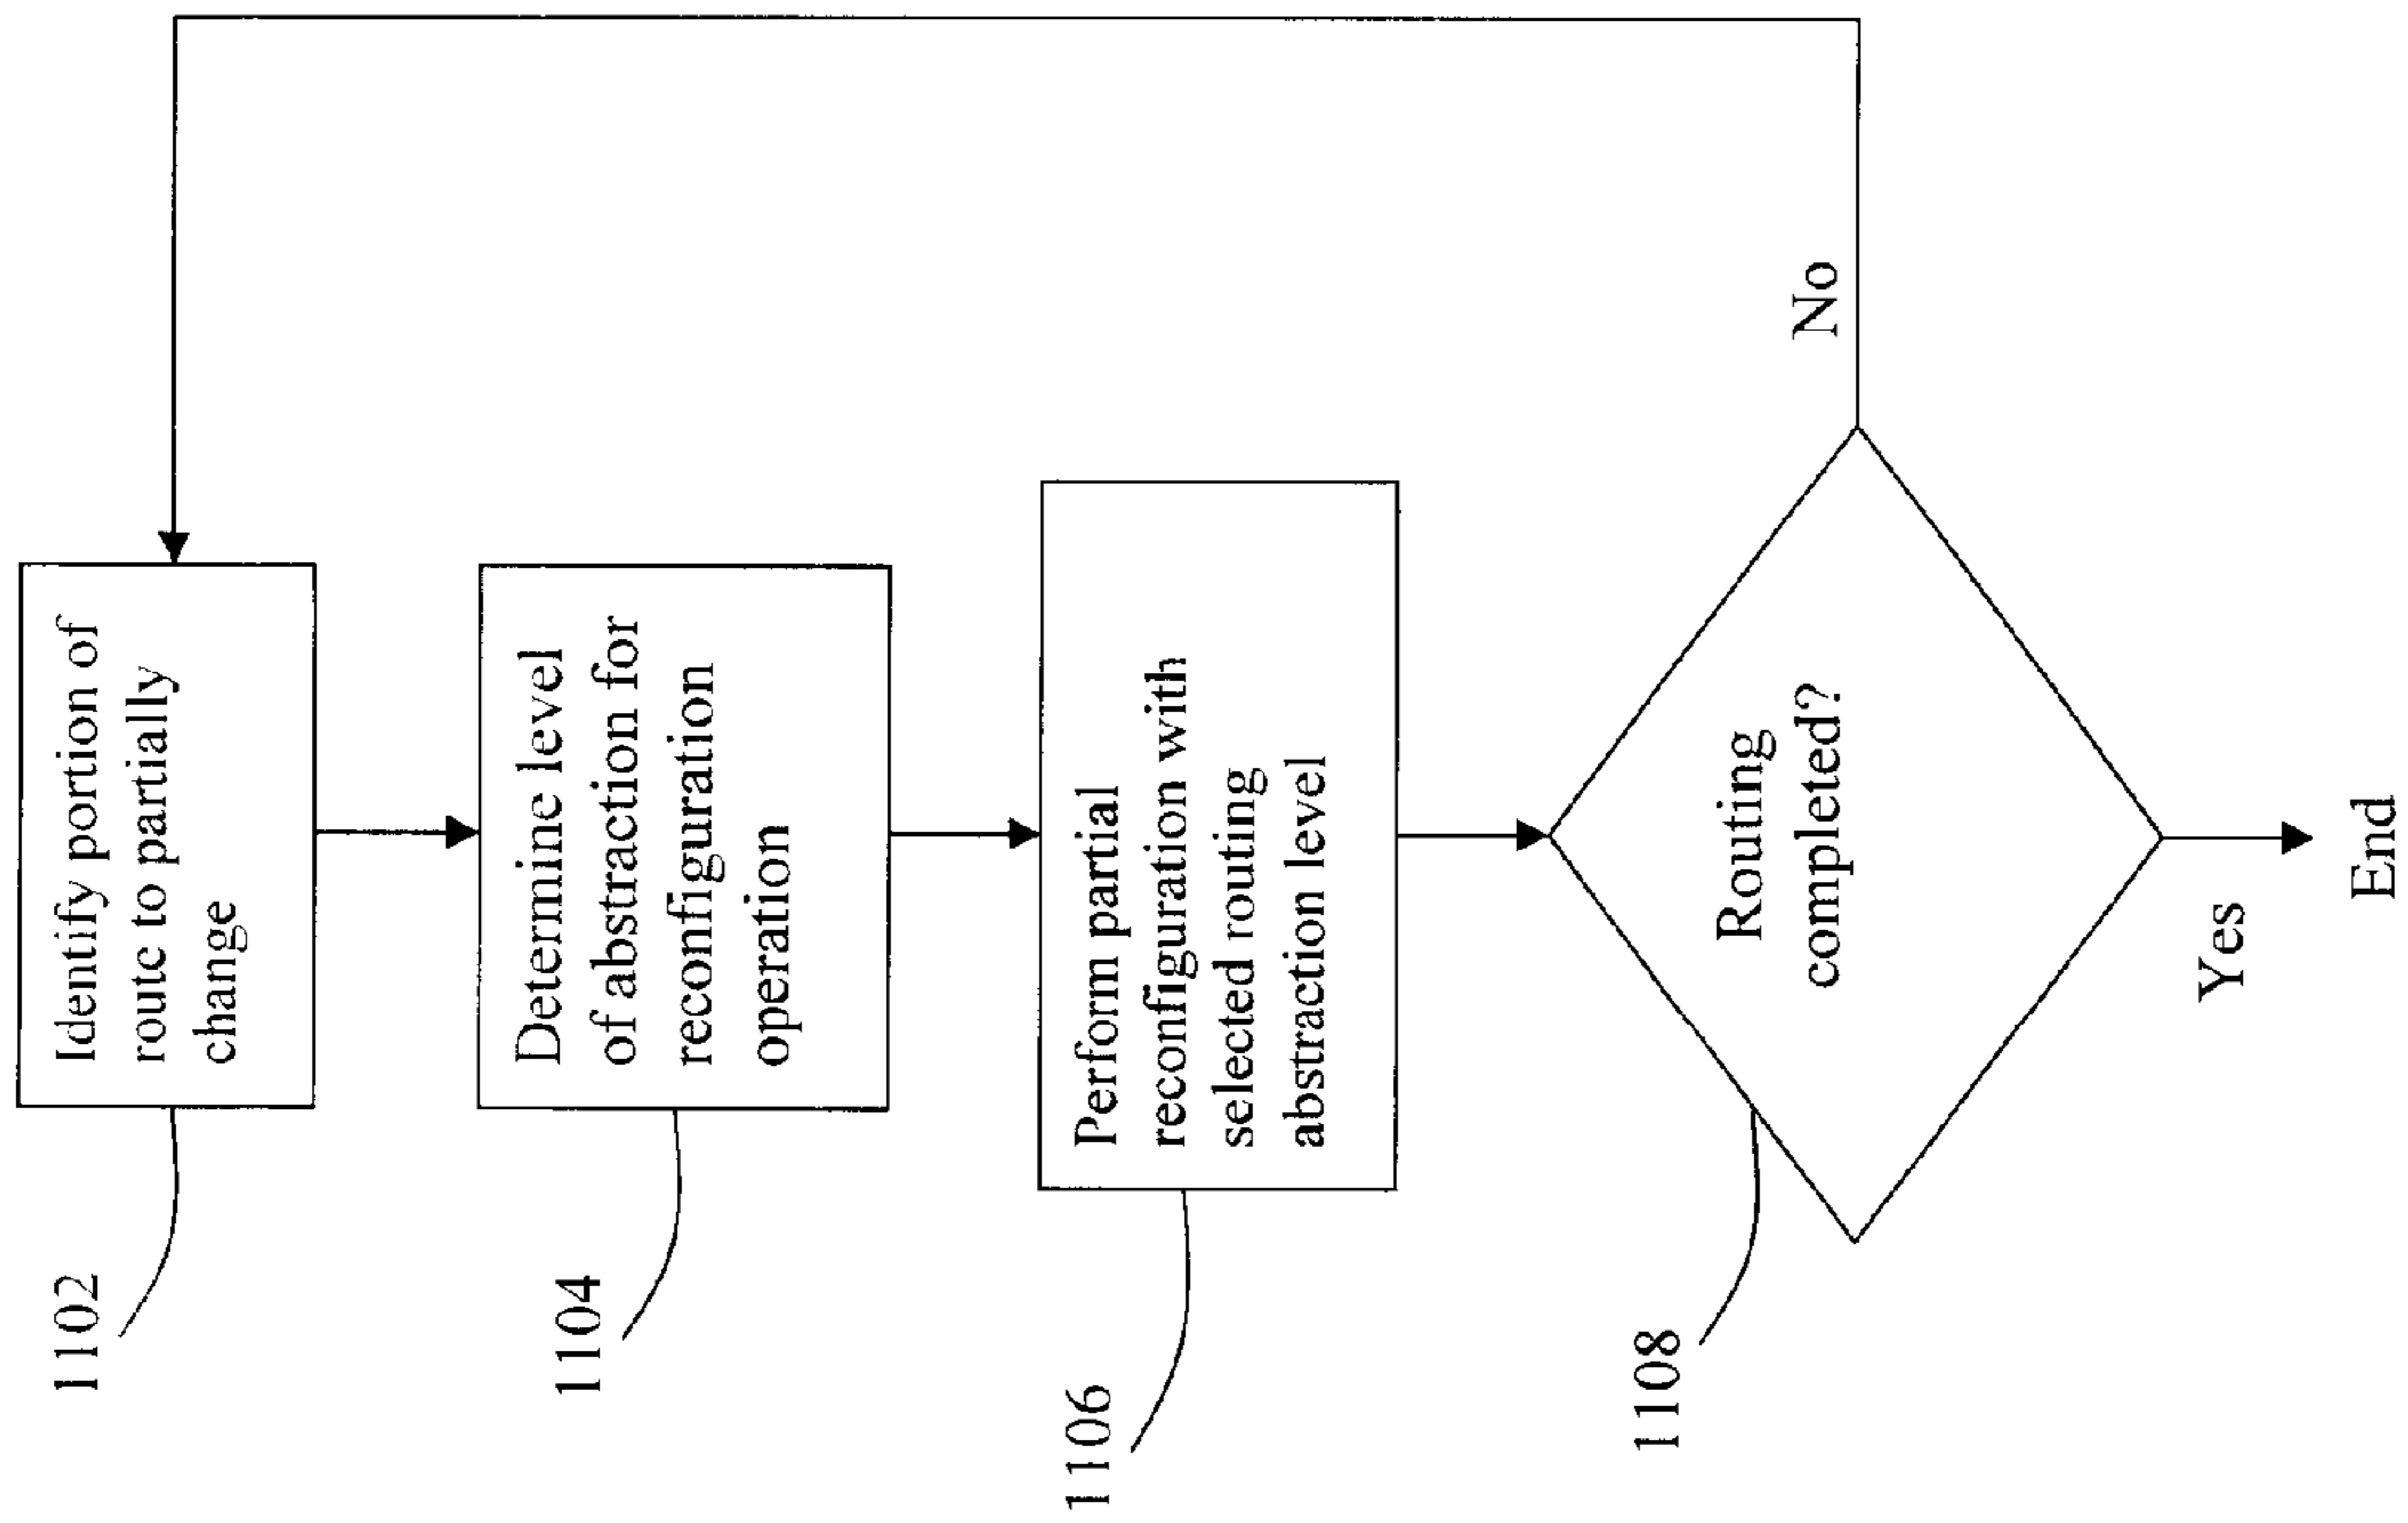 1102
Identify portion of
route to partially
change
1104
Determine level
of abstraction for
reconfiguration
operation
1106
Perform partial
reconfiguration with
selected routing
abstraction level
1108
Routing
completed?
No
Yes
End